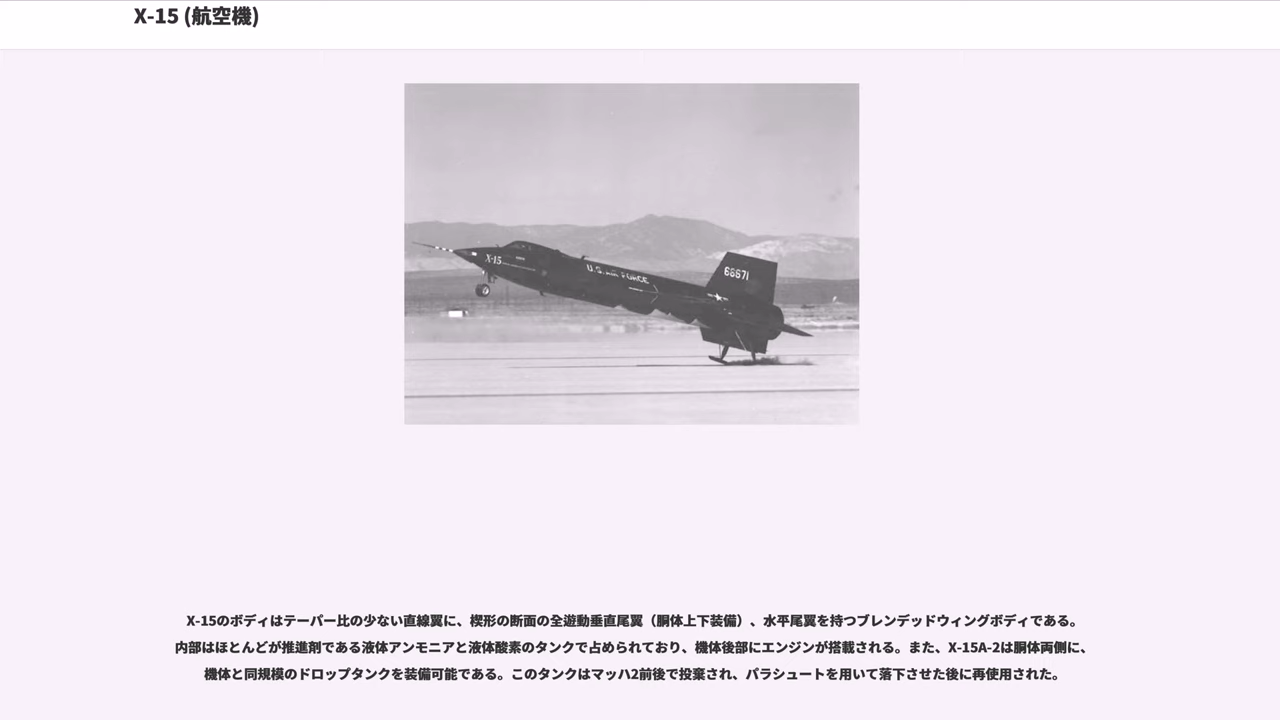 X-15 (航空機)
X-15
U.S. AIR FORCE
66671
X-15のボディはテーパー比の少ない直線翼に、楔形の断面の全遊動垂直尾翼（胴体上下装備）、水平尾翼を持つブレンデッドウィングボディである。
内部はほとんどが推進剤である液体アンモニアと液体酸素のタンクで占められており、機体後部にエンジンが搭載される。また、X-15A-2は胴体両側に、
機体と同規模のドロップタンクを装備可能である。このタンクはマッハ2前後で投棄され、パラシュートを用いて落下させた後に再使用された。